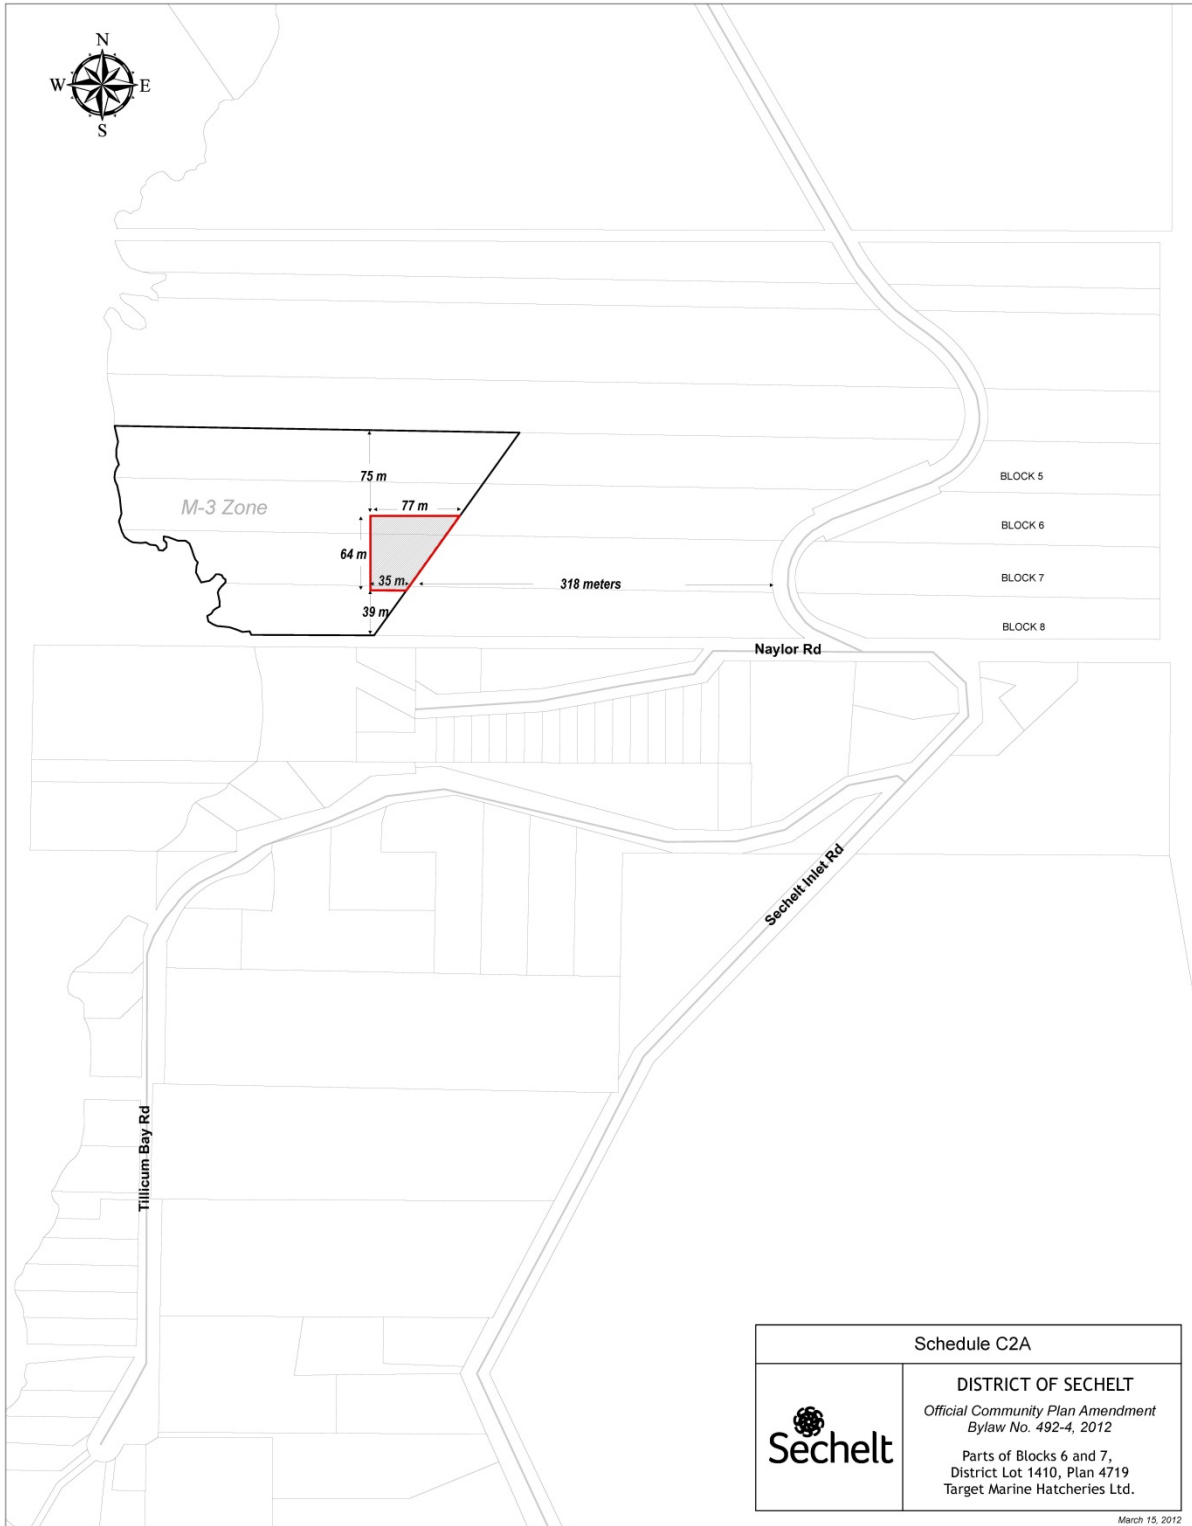 N
W E
S
75 m
M-3 Zone
77 m
64 m
35 m
318 meters
39 m
BLOCK 5
BLOCK 6
BLOCK 7
BLOCK 8
Naylor Rd
Sechelt Inlet Rd
Tillicum Bay Rd
Schedule C2A
Sechelt
DISTRICT OF SECHELT
Official Community Plan Amendment
Bylaw No. 492-4, 2012
Parts of Blocks 6 and 7,
District Lot 1410, Plan 4719
Target Marine Hatcheries Ltd.
March 15, 2012